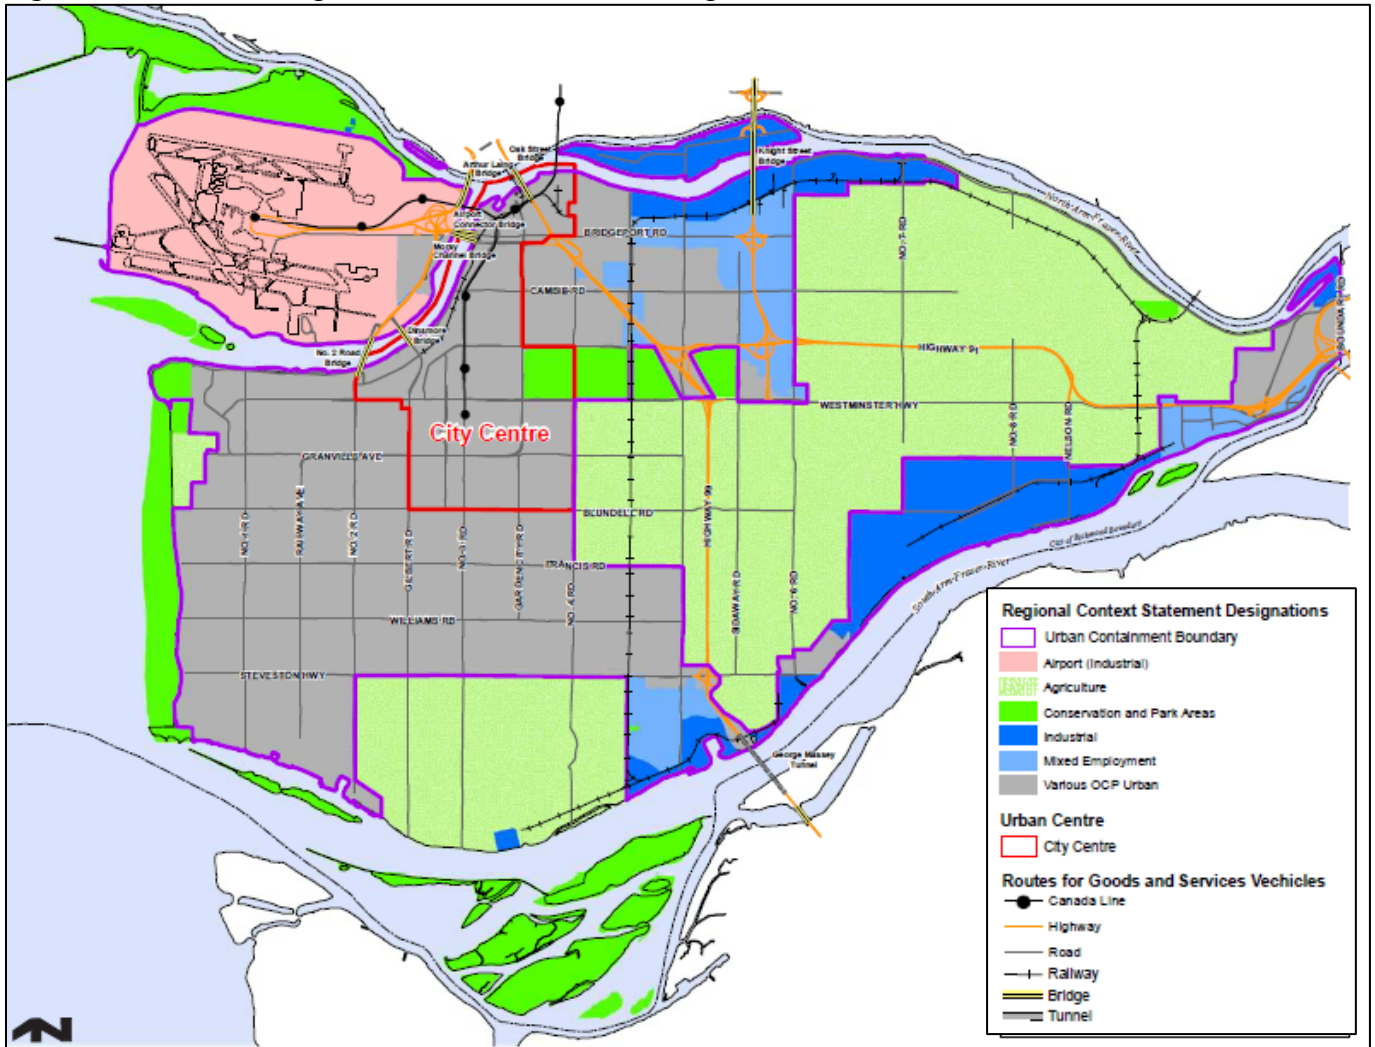 Oak Street
Bridge
Arthur Laing
Bridge
Knight Street
Bridge
North-Arm-Fraser-River
Airport
Connector Bridge
Moray
Channel Bridge
BRIDGEPORT RD
NO. 7 RD
CAMBIE RD
BOUNDARY RD
Dinsmore
Bridge
No. 2 Road
Bridge
HIGHWAY 91
WESTMINSTER HWY
City Centre
NO. 8 RD
NELSON RD
GRANVILLE AVE
BLUNDELL RD
HIGHWAY 99
NO. 1 RD
RAILWAY AVE
NO. 2 RD
GILBERT RD
NO. 3 RD
GARDEN CITY RD
NO. 4 RD
FRANCIS RD
SIDAWAY RD
NO. 6 RD
City of Richmond Boundary
South-Arm-Fraser-River
WILLIAMS RD
STEVESTON HWY
George Massey
Tunnel
Regional Context Statement Designations
Urban Containment Boundary
Airport (Industrial)
Agriculture
Conservation and Park Areas
Industrial
Mixed Employment
Various OCP Urban
Urban Centre
City Centre
Routes for Goods and Services Vechicles
Canada Line
Highway
Road
Railway
Bridge
Tunnel
N